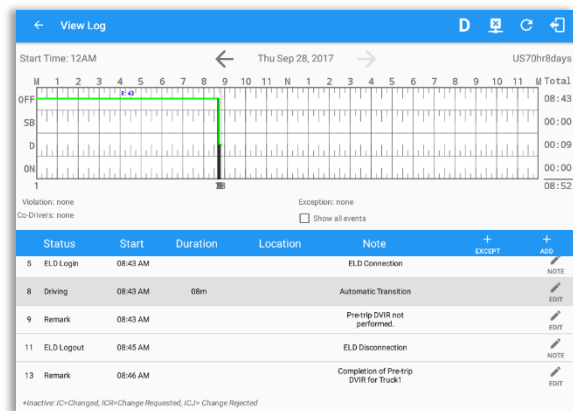 ← View Log D
Start Time: 12AM ← Thu Sep 28, 2017 → US70hr8days
M 1 2 3 4 5 6 7 8 9 10 11 N 1 2 3 4 5 6 7 8 9 10 11 M Total
8:43
OFF 08:43
SB 00:00
D 00:09
ON 00:00
1 08:52
Violation: none Exception: none
Co-Drivers: none Show all events
Status Start Duration Location Note + EXCEPT + ADD
5 ELD Login 08:43 AM ELD Connection NOTE
8 Driving 08:43 AM 08m Automatic Transition EDIT
9 Remark 08:43 AM Pre-trip DVIR not
performed. EDIT
11 ELD Logout 08:45 AM ELD Disconnection NOTE
13 Remark 08:46 AM Completion of Pre-trip
DVIR for Truck1 EDIT
*Inactive: IC=Changed, ICR=Change Requested, ICJ= Change Rejected